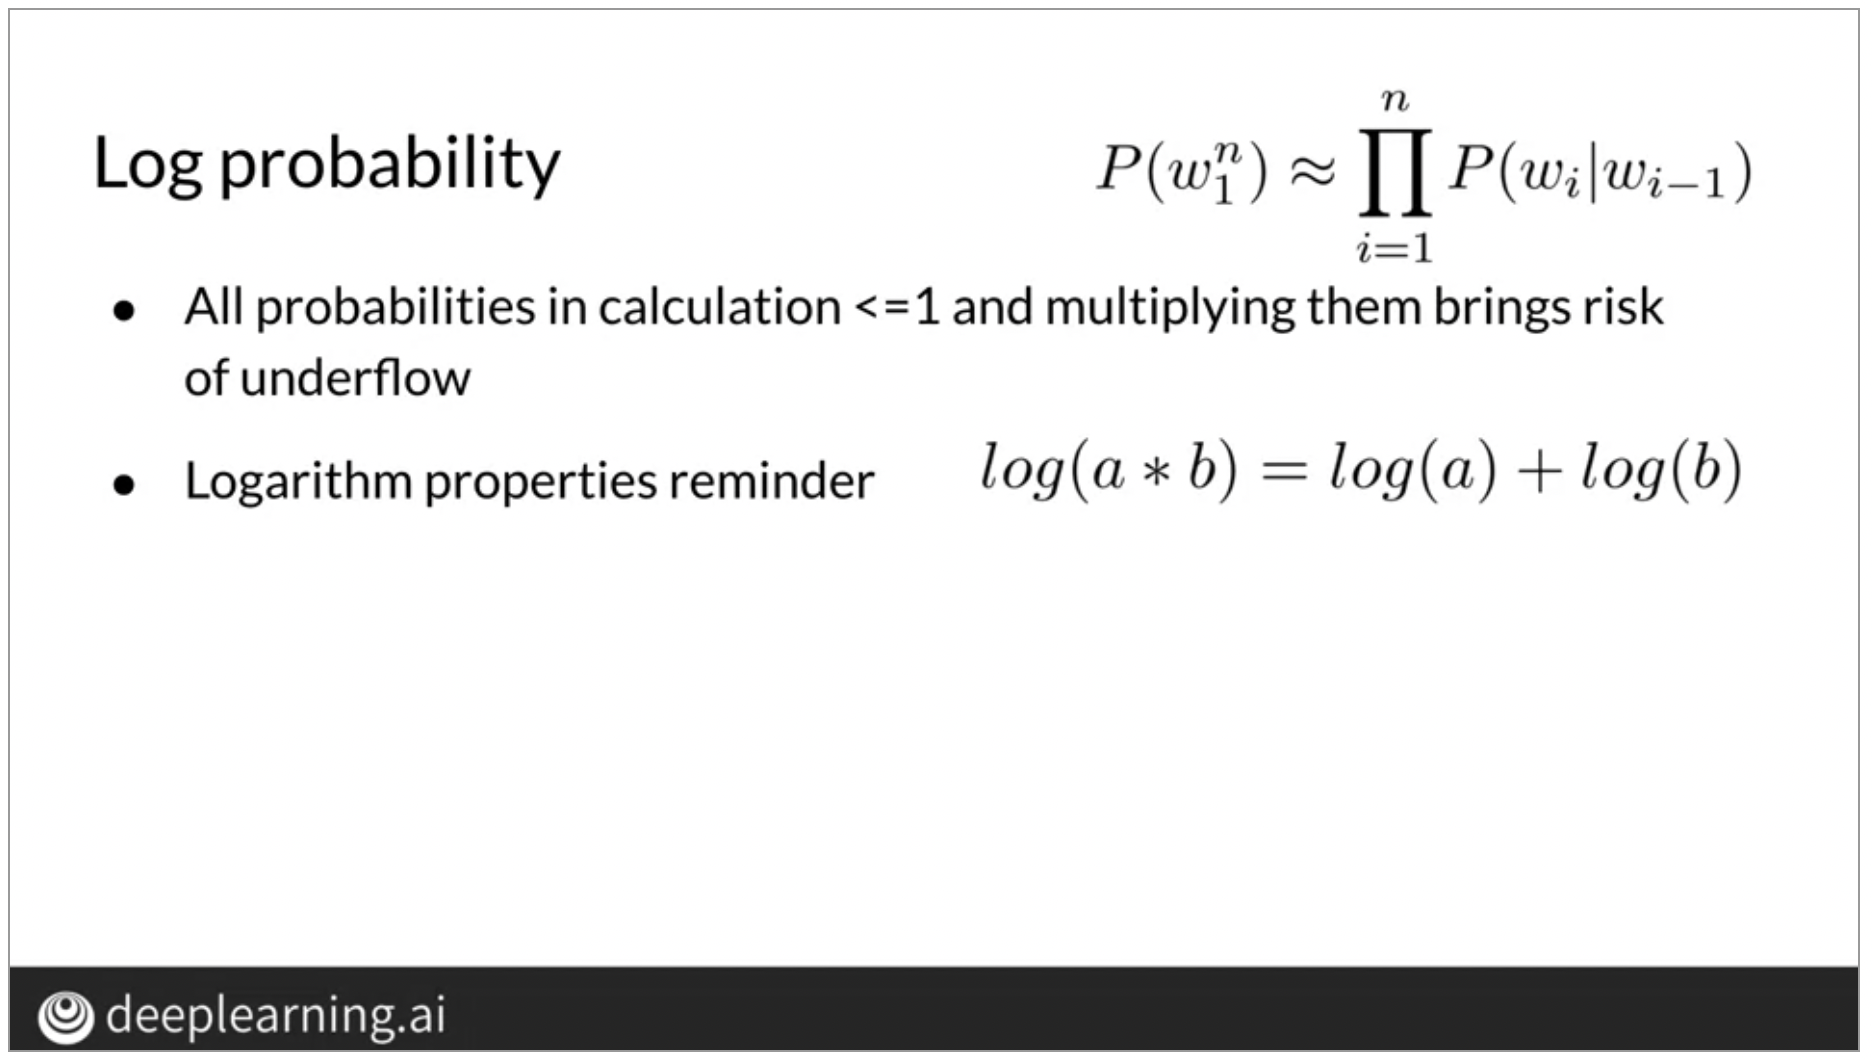 Log probability
P(w_1^n) ≈ ∏_{i=1}^{n} P(w_i|w_{i−1})
● All probabilities in calculation <=1 and multiplying them brings risk
of underflow
● Logarithm properties reminder
log(a * b) = log(a) + log(b)
deeplearning.ai